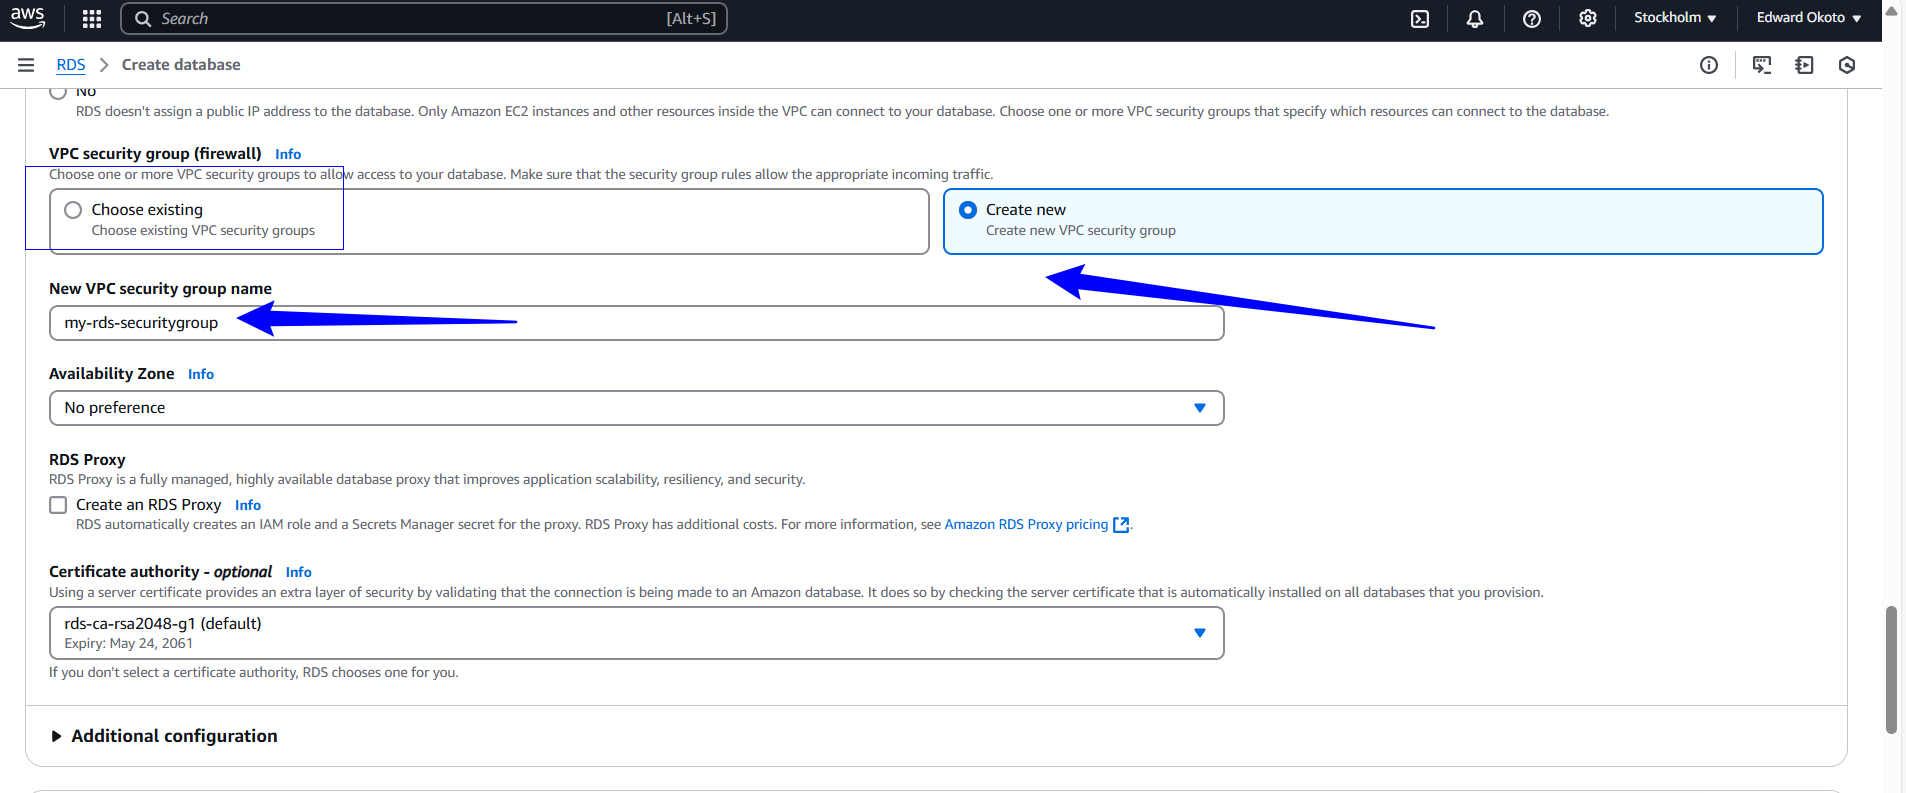 aws
Search
[Alt+S]
Stockholm
Edward Okoto
RDS
Create database
No
RDS doesn't assign a public IP address to the database. Only Amazon EC2 instances and other resources inside the VPC can connect to your database. Choose one or more VPC security groups that specify which resources can connect to the database.
VPC security group (firewall) Info
Choose one or more VPC security groups to allow access to your database. Make sure that the security group rules allow the appropriate incoming traffic.
Choose existing
Choose existing VPC security groups
Create new
Create new VPC security group
New VPC security group name
my-rds-securitygroup
Availability Zone Info
No preference
RDS Proxy
RDS Proxy is a fully managed, highly available database proxy that improves application scalability, resiliency, and security.
Create an RDS Proxy Info
RDS automatically creates an IAM role and a Secrets Manager secret for the proxy. RDS Proxy has additional costs. For more information, see Amazon RDS Proxy pricing.
Certificate authority - optional Info
Using a server certificate provides an extra layer of security by validating that the connection is being made to an Amazon database. It does so by checking the server certificate that is automatically installed on all databases that you provision.
rds-ca-rsa2048-g1 (default)
Expiry: May 24, 2061
If you don't select a certificate authority, RDS chooses one for you.
Additional configuration